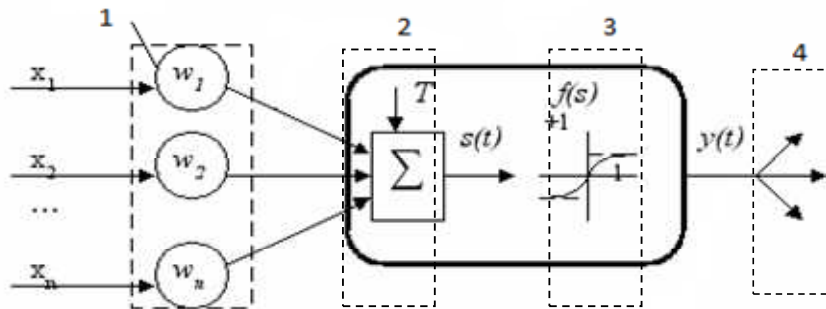 1
2
3
4
x1
w1
T
f(s)
+1
s(t)
y(t)
x2
w2
Σ
1
...
xn
wn